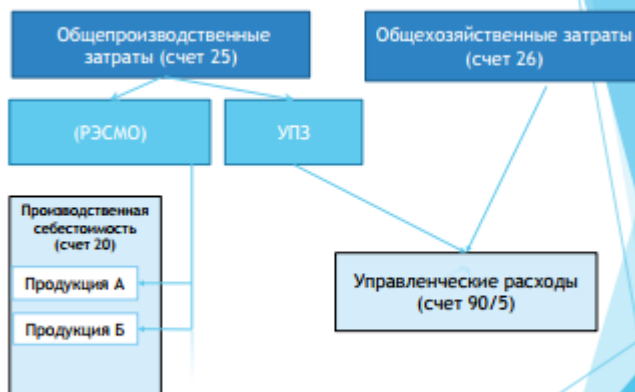 Общепроизводственные
затраты (счет 25)
Общехозяйственные затраты
(счет 26)
(РЭСМО)
УПЗ
Производственная
себестоимость
(счет 20)
Продукция А
Продукция Б
Управленческие расходы
(счет 90/5)